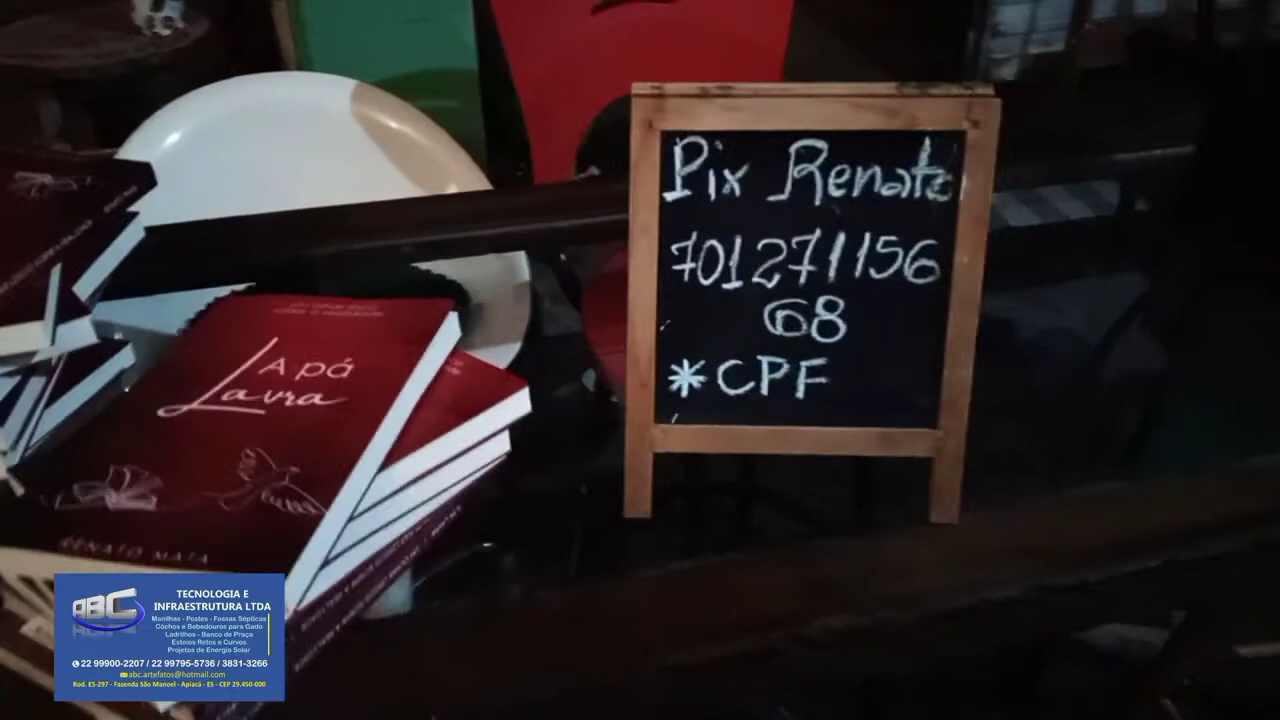 Pix Renato
701271156
68
*CPF
A pá
Lavra
RENATO MATA
ABC
TECNOLOGIA E
INFRAESTRUTURA LTDA
Manilhas - Postes - Fossas Sépticas
Côchos e Bebedouros para Gado
Ladrilhos - Banco de Praça
Esteios Retos e Curvos
Projetos de Energia Solar
22 99900-2207 / 22 99795-5736 / 3831-3266
abc.artefatos@hotmail.com
Rod. ES-297 - Fazenda São Manoel - Apiacá - ES - CEP 29.450-000